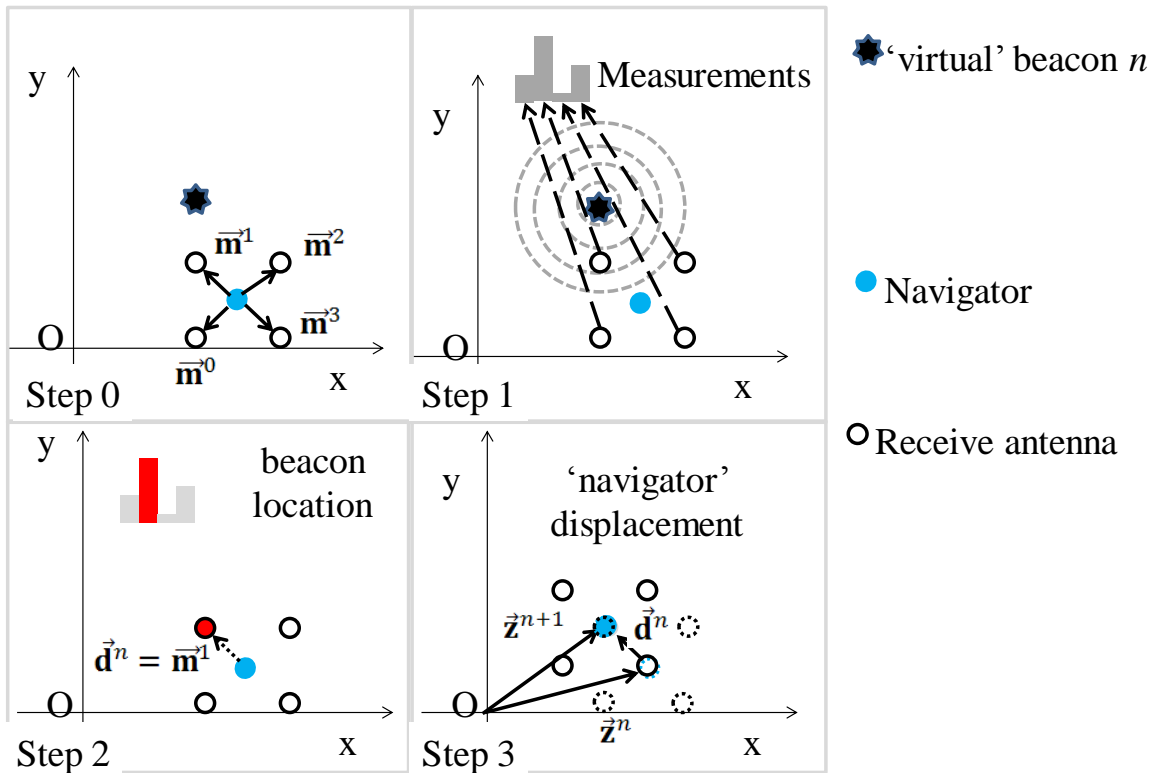 y
O
x
m⃗¹
m⃗²
m⃗³
m⃗⁰
Step 0
Measurements
y
O
x
Step 1
y
beacon
location
d⃗ⁿ = m⃗¹
O
x
Step 2
y
‘navigator’
displacement
z⃗ⁿ⁺¹
d⃗ⁿ
O
z⃗ⁿ
x
Step 3
‘virtual’ beacon n
Navigator
Receive antenna